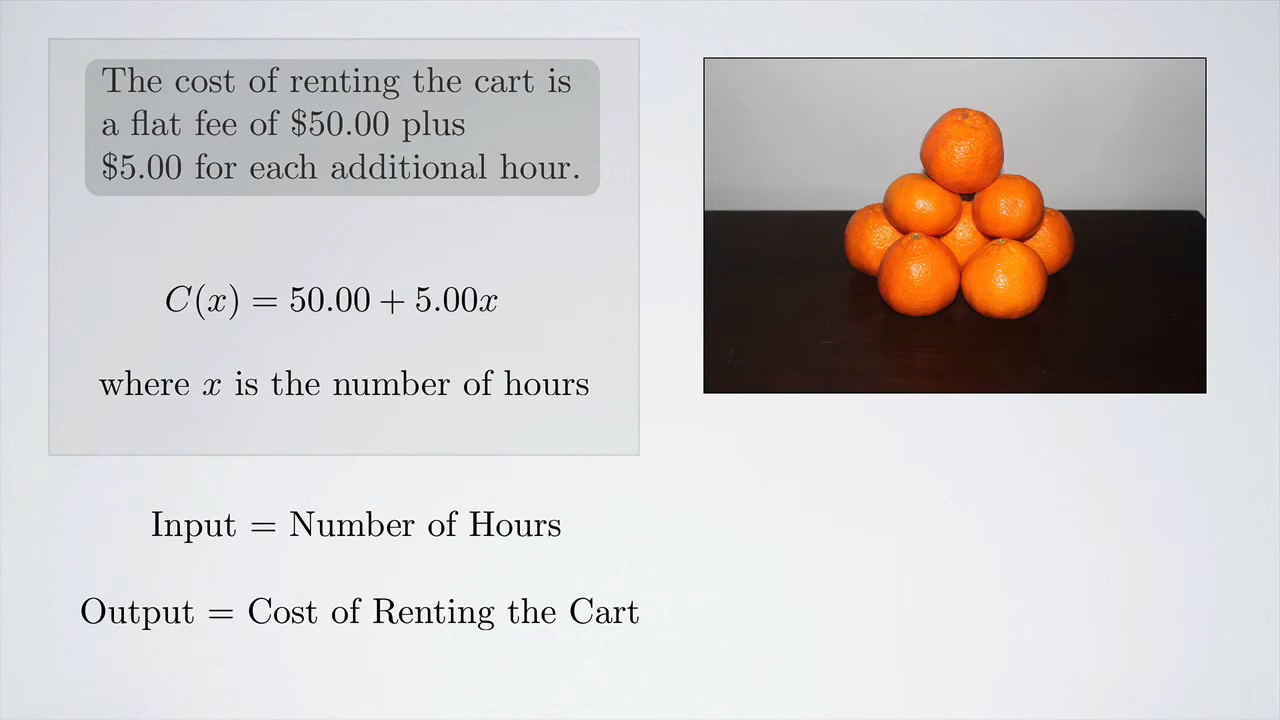 The cost of renting the cart is
a flat fee of $50.00 plus
$5.00 for each additional hour.
C(x) = 50.00 + 5.00x
where x is the number of hours
Input = Number of Hours
Output = Cost of Renting the Cart